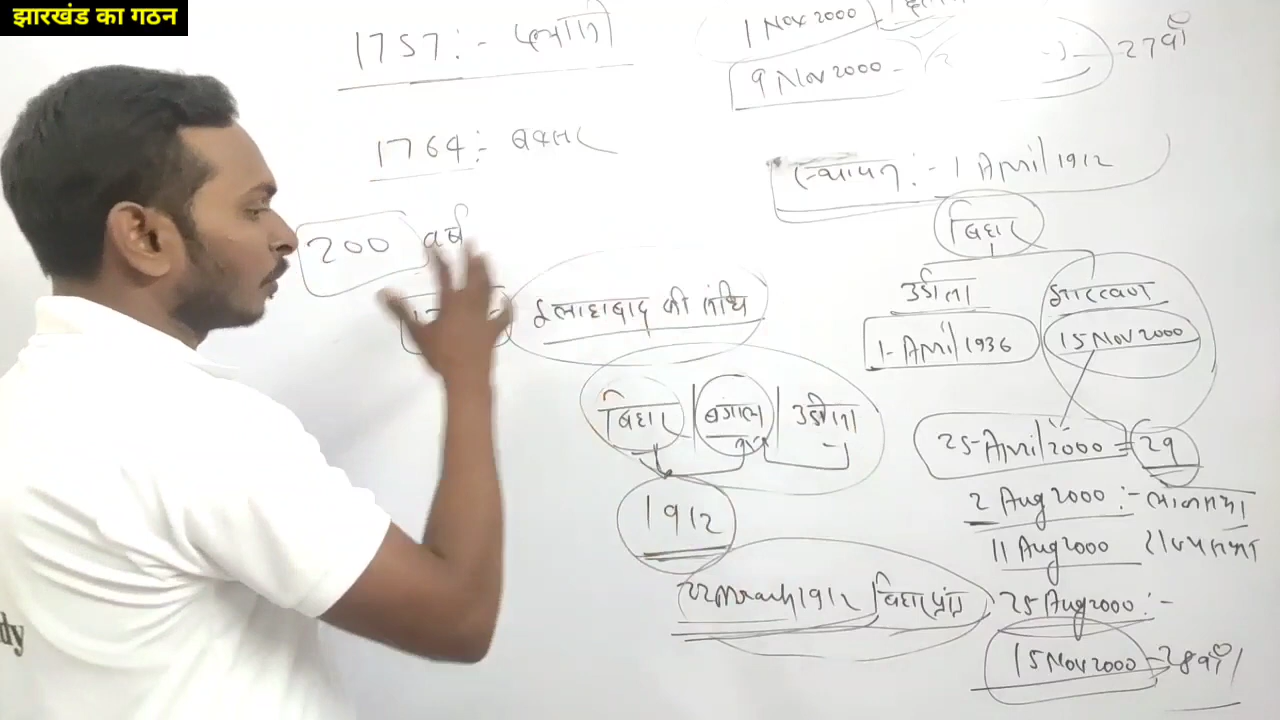 झारखंड का गठन
1757 :- प्लासी
1764 :- बक्सर
200 वर्ष
इलाहाबाद की संधि
बिहार | बंगाल | उड़ीसा
1912
22 March 1912 बिहार प्रांत
1 Nov 2000
9 Nov 2000 - 27वाँ
स्थापना :- 1 April 1912
बिहार
उड़ीसा झारखण्ड
1 - April 1936 15 Nov 2000
25 - April 2000 = 29
2 Aug 2000 :- लोकसभा
11 Aug 2000 राज्यसभा
25 Aug 2000 :-
15 Nov 2000 - 28वाँ
dy